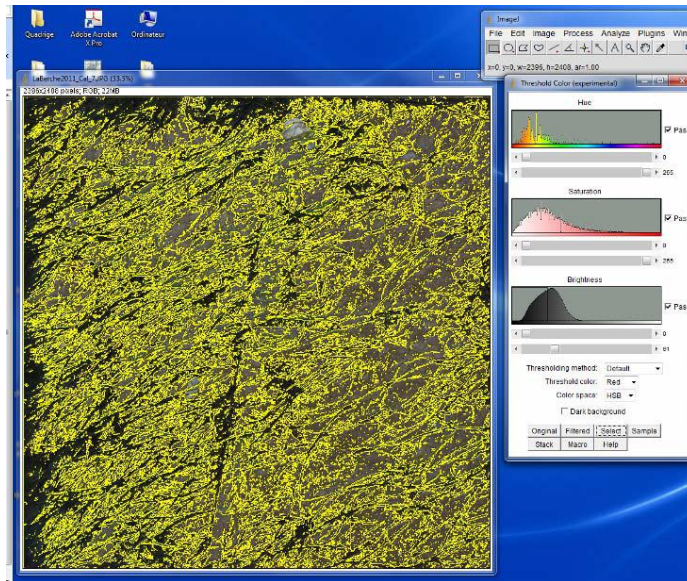 Quadrige
Adobe Acrobat X Pro
Ordinateur
ImageJ
File Edit Image Process Analyze Plugins Win
x=0, y=0, w=2396, h=2408, ar=1.00
LaBerche2011_Cal_7.JPG (33.3%)
2396x2408 pixels; RGB; 22MB
Threshold Color (experimental)
Hue
Pas
0
255
Saturation
Pas
0
255
Brightness
Pas
0
61
Thresholding method: Default
Threshold color: Red
Color space: HSB
Dark background
Original Filtered Select Sample
Stack Macro Help